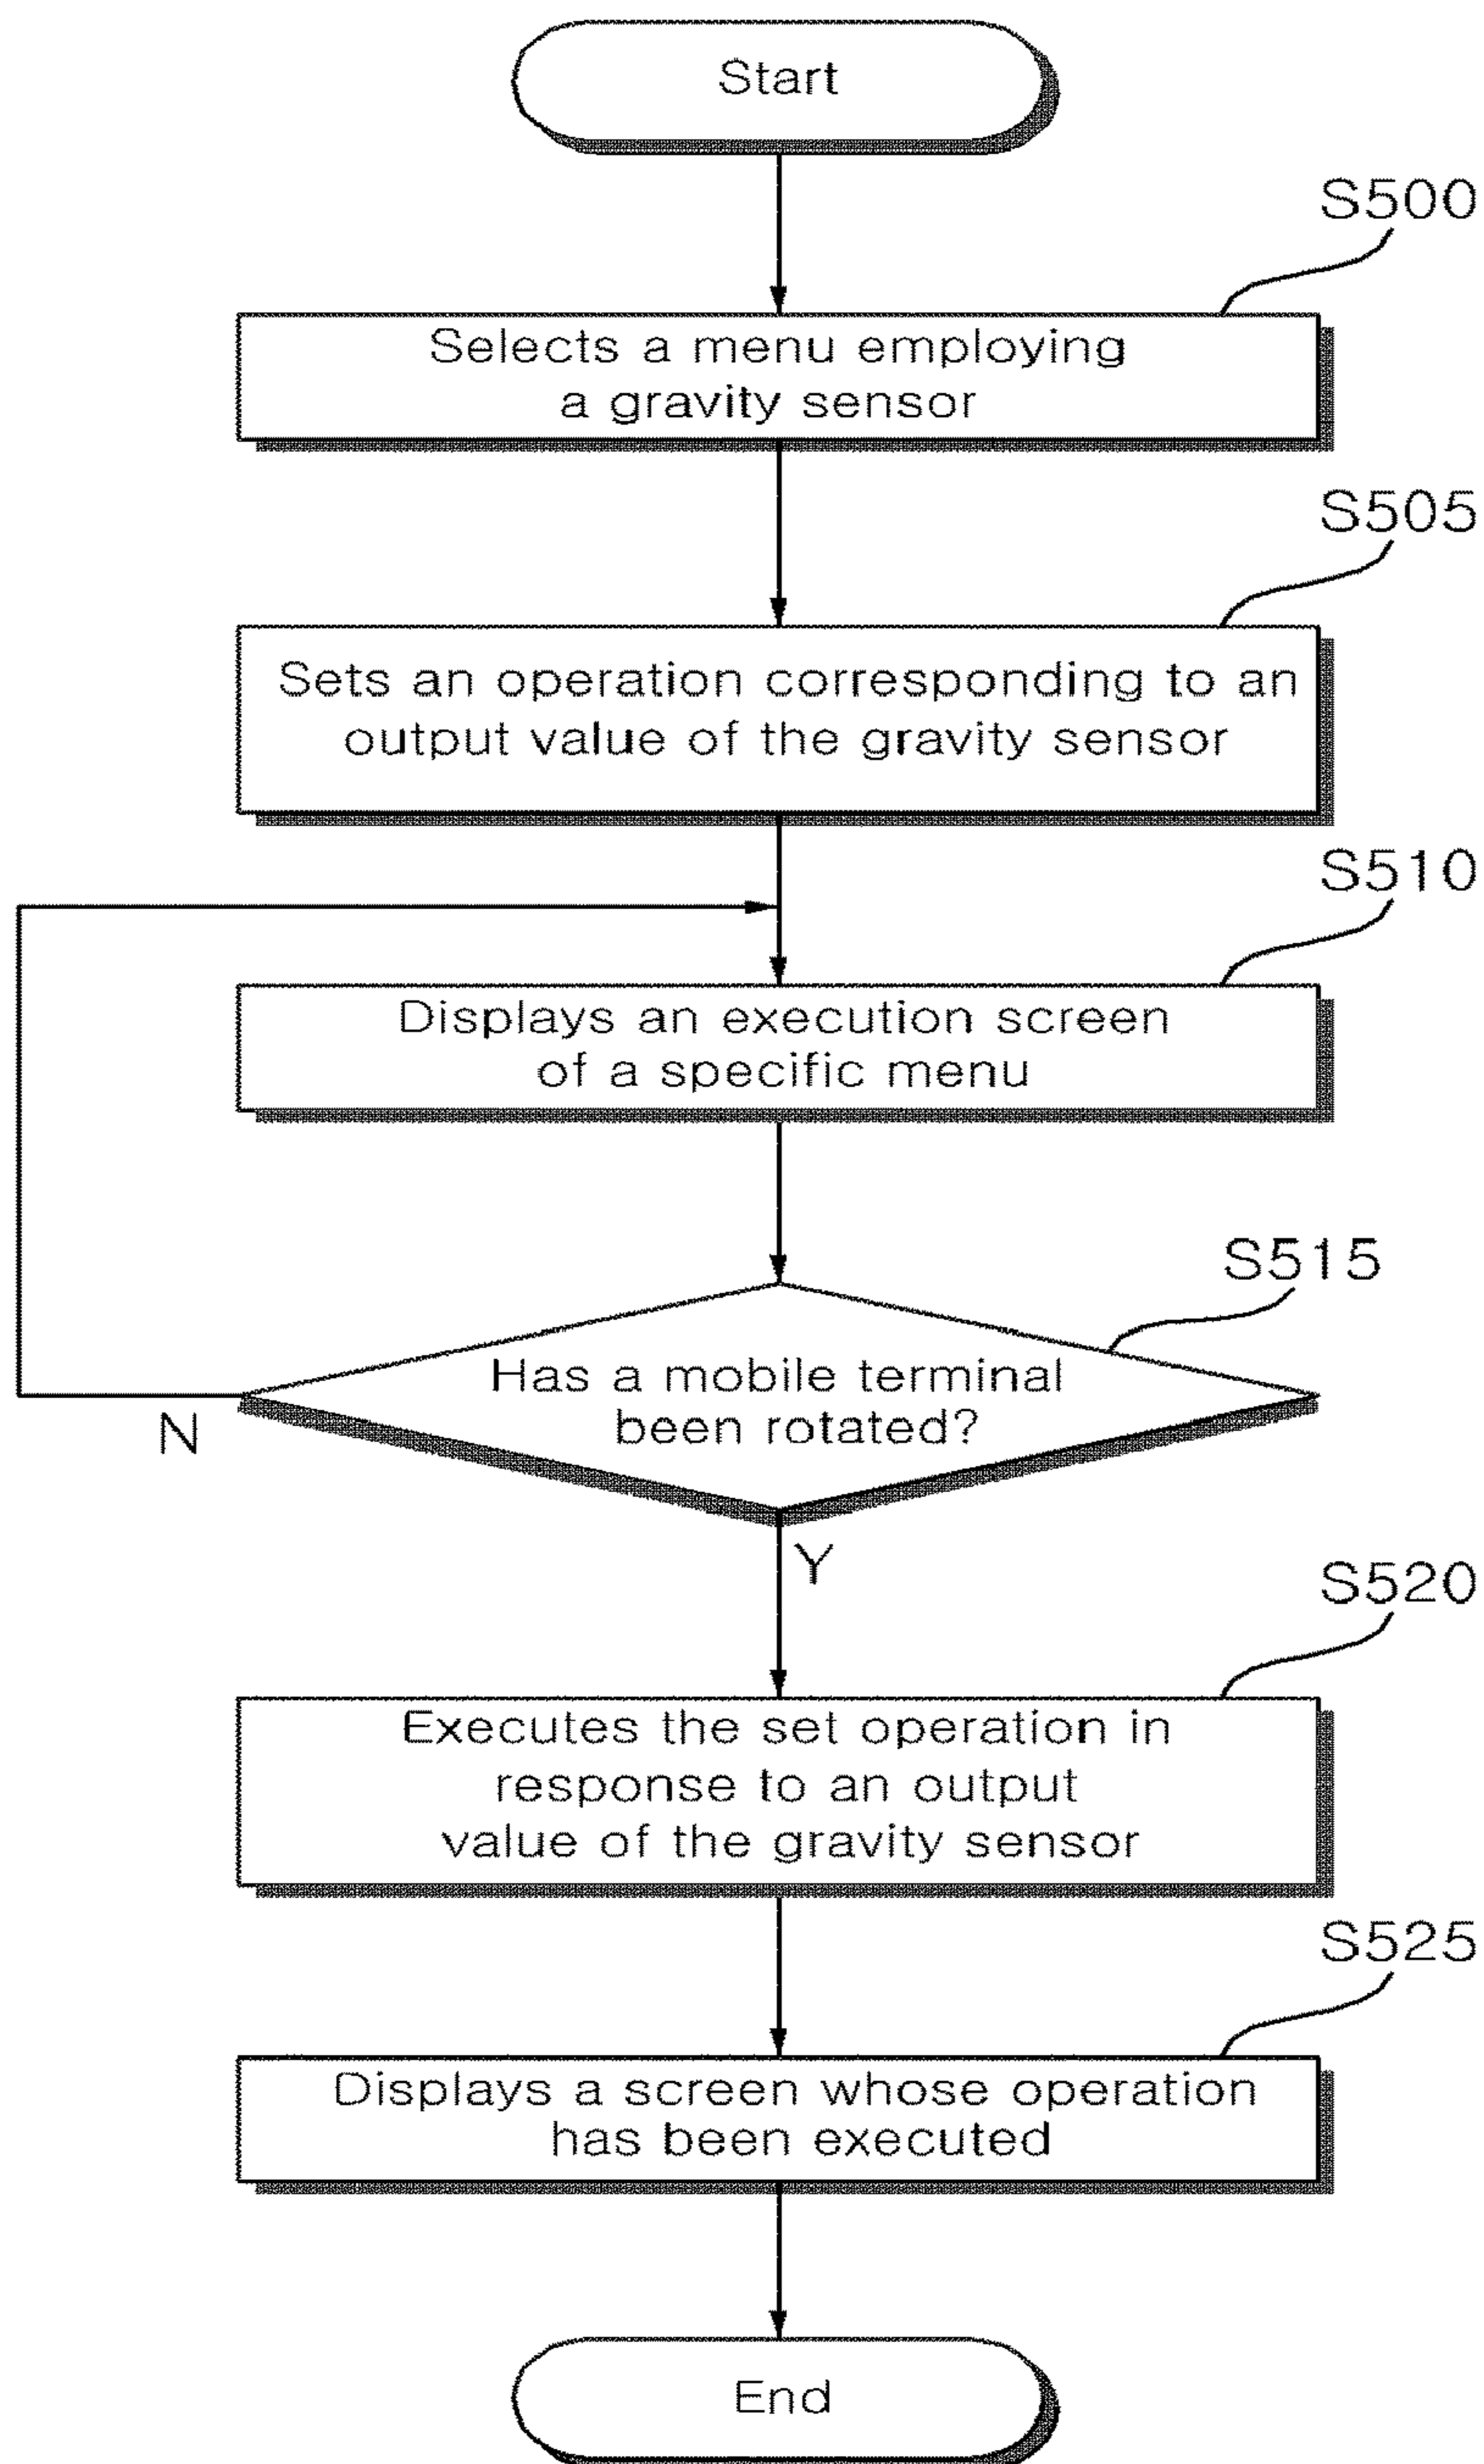 Start
S500
Selects a menu employing
a gravity sensor
S505
Sets an operation corresponding to an
output value of the gravity sensor
S510
Displays an execution screen
of a specific menu
S515
Has a mobile terminal
been rotated?
N
Y
S520
Executes the set operation in
response to an output
value of the gravity sensor
S525
Displays a screen whose operation
has been executed
End